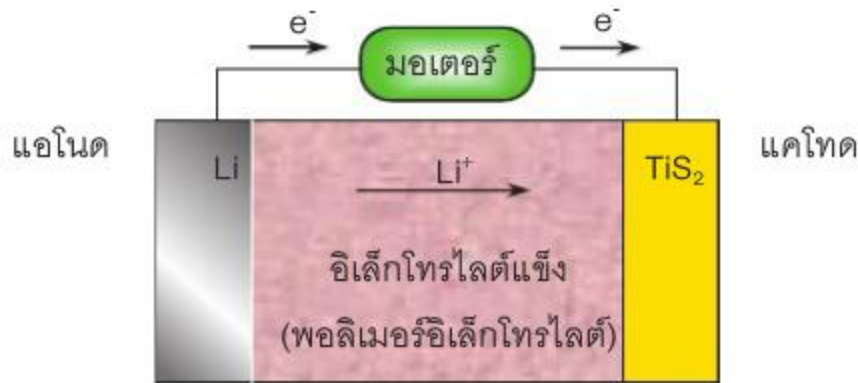 e⁻ e⁻
มอเตอร์
แอโนด Li Li⁺ TiS₂ แคโทด
อิเล็กโทรไลต์แข็ง
(พอลิเมอร์อิเล็กโทรไลต์)